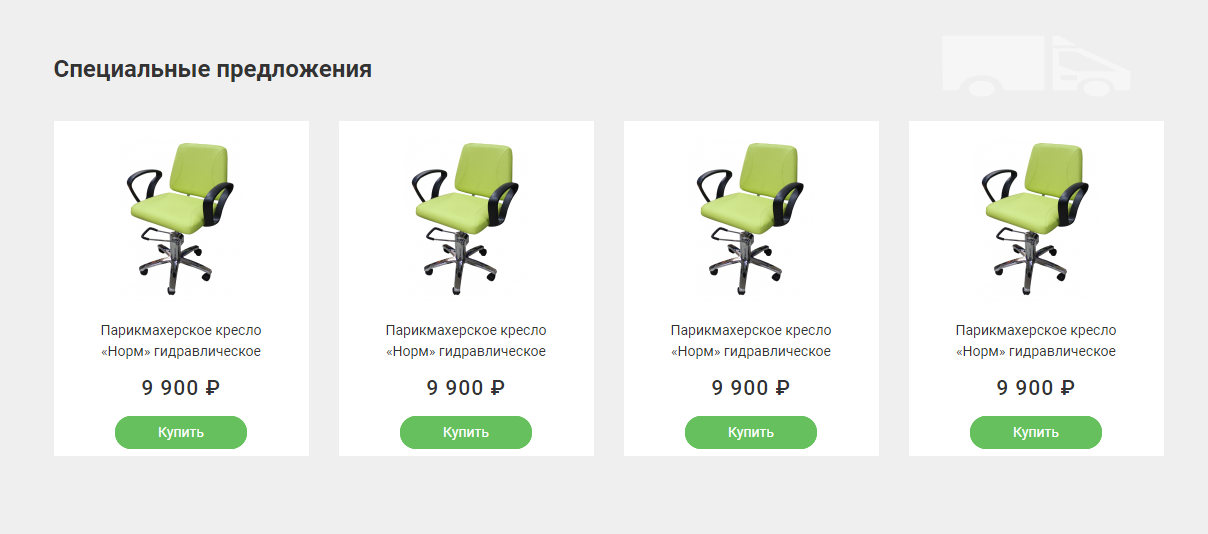 Специальные предложения
Парикмахерское кресло
«Норм» гидравлическое
9 900 ₽
Купить
Парикмахерское кресло
«Норм» гидравлическое
9 900 ₽
Купить
Парикмахерское кресло
«Норм» гидравлическое
9 900 ₽
Купить
Парикмахерское кресло
«Норм» гидравлическое
9 900 ₽
Купить